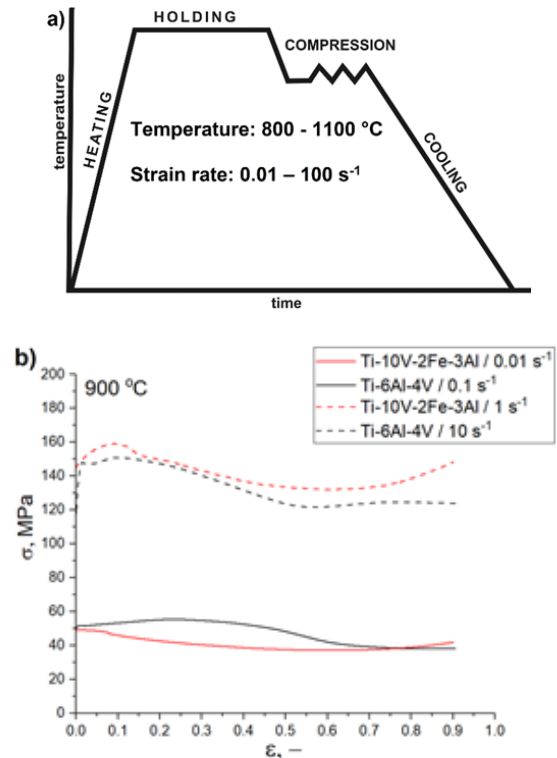 a)
HOLDING
COMPRESSION
HEATING
COOLING
Temperature: 800 - 1100 °C
Strain rate: 0.01 – 100 s-1
temperature
time
b)
900 °C
Ti-10V-2Fe-3Al / 0.01 s-1
Ti-6Al-4V / 0.1 s-1
Ti-10V-2Fe-3Al / 1 s-1
Ti-6Al-4V / 10 s-1
σ, MPa
200
180
160
140
120
100
80
60
40
20
0
0.0 0.1 0.2 0.3 0.4 0.5 0.6 0.7 0.8 0.9 1.0
ε, –